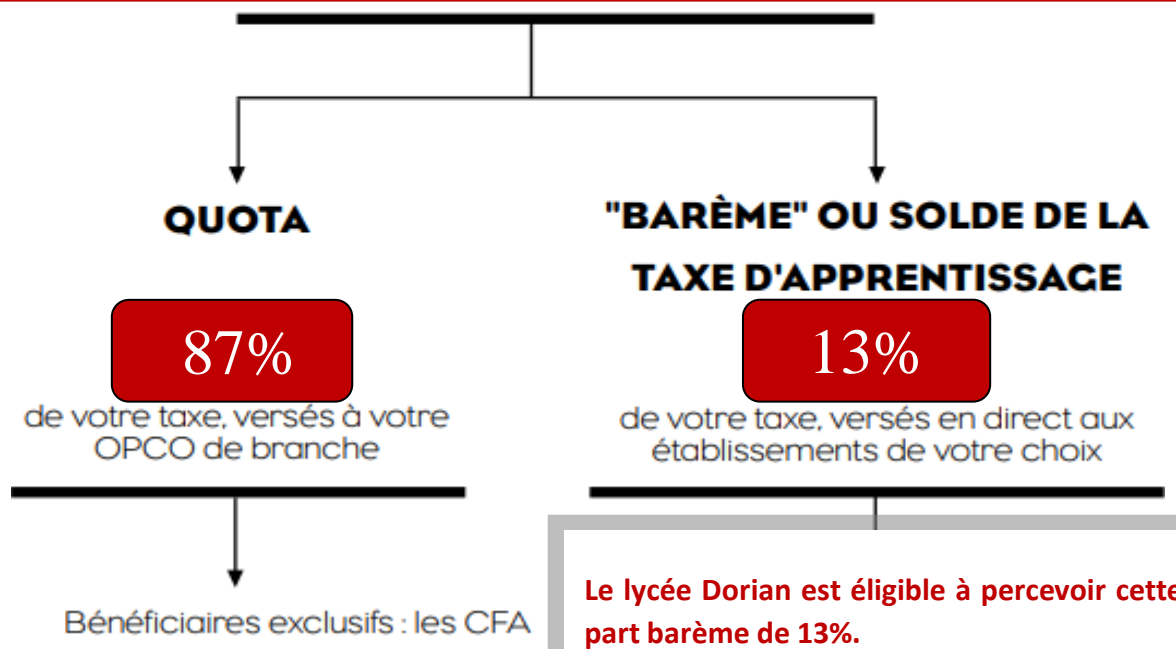 QUOTA
87%
de votre taxe, versés à votre
OPCO de branche
Bénéficiaires exclusifs : les CFA
"BARÈME" OU SOLDE DE LA
TAXE D'APPRENTISSAGE
13%
de votre taxe, versés en direct aux
établissements de votre choix
Le lycée Dorian est éligible à percevoir cette
part barème de 13%.